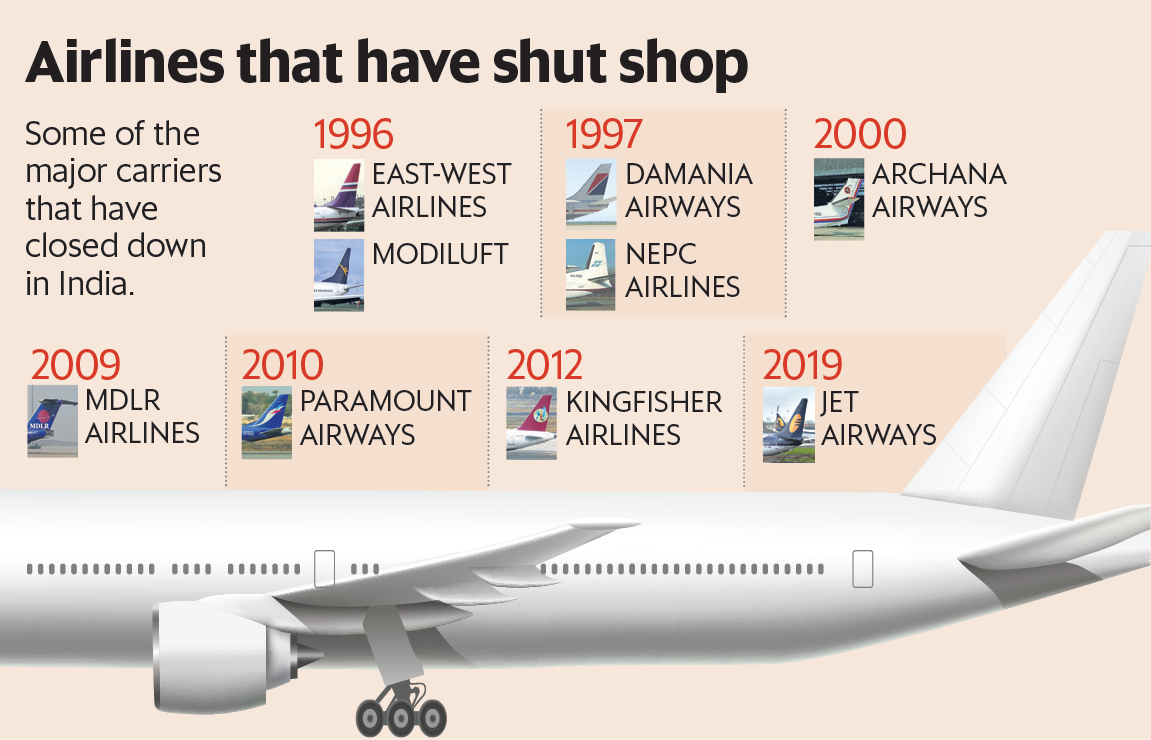 Airlines that have shut shop
Some of the
major carriers
that have
closed down
in India.
1996
EAST-WEST
AIRLINES
MODILUFT
1997
DAMANIA
AIRWAYS
NEPC
AIRLINES
2000
ARCHANA
AIRWAYS
2009
MDLR
MDLR
AIRLINES
2010
PARAMOUNT
AIRWAYS
2012
KINGFISHER
AIRLINES
2019
JET
AIRWAYS